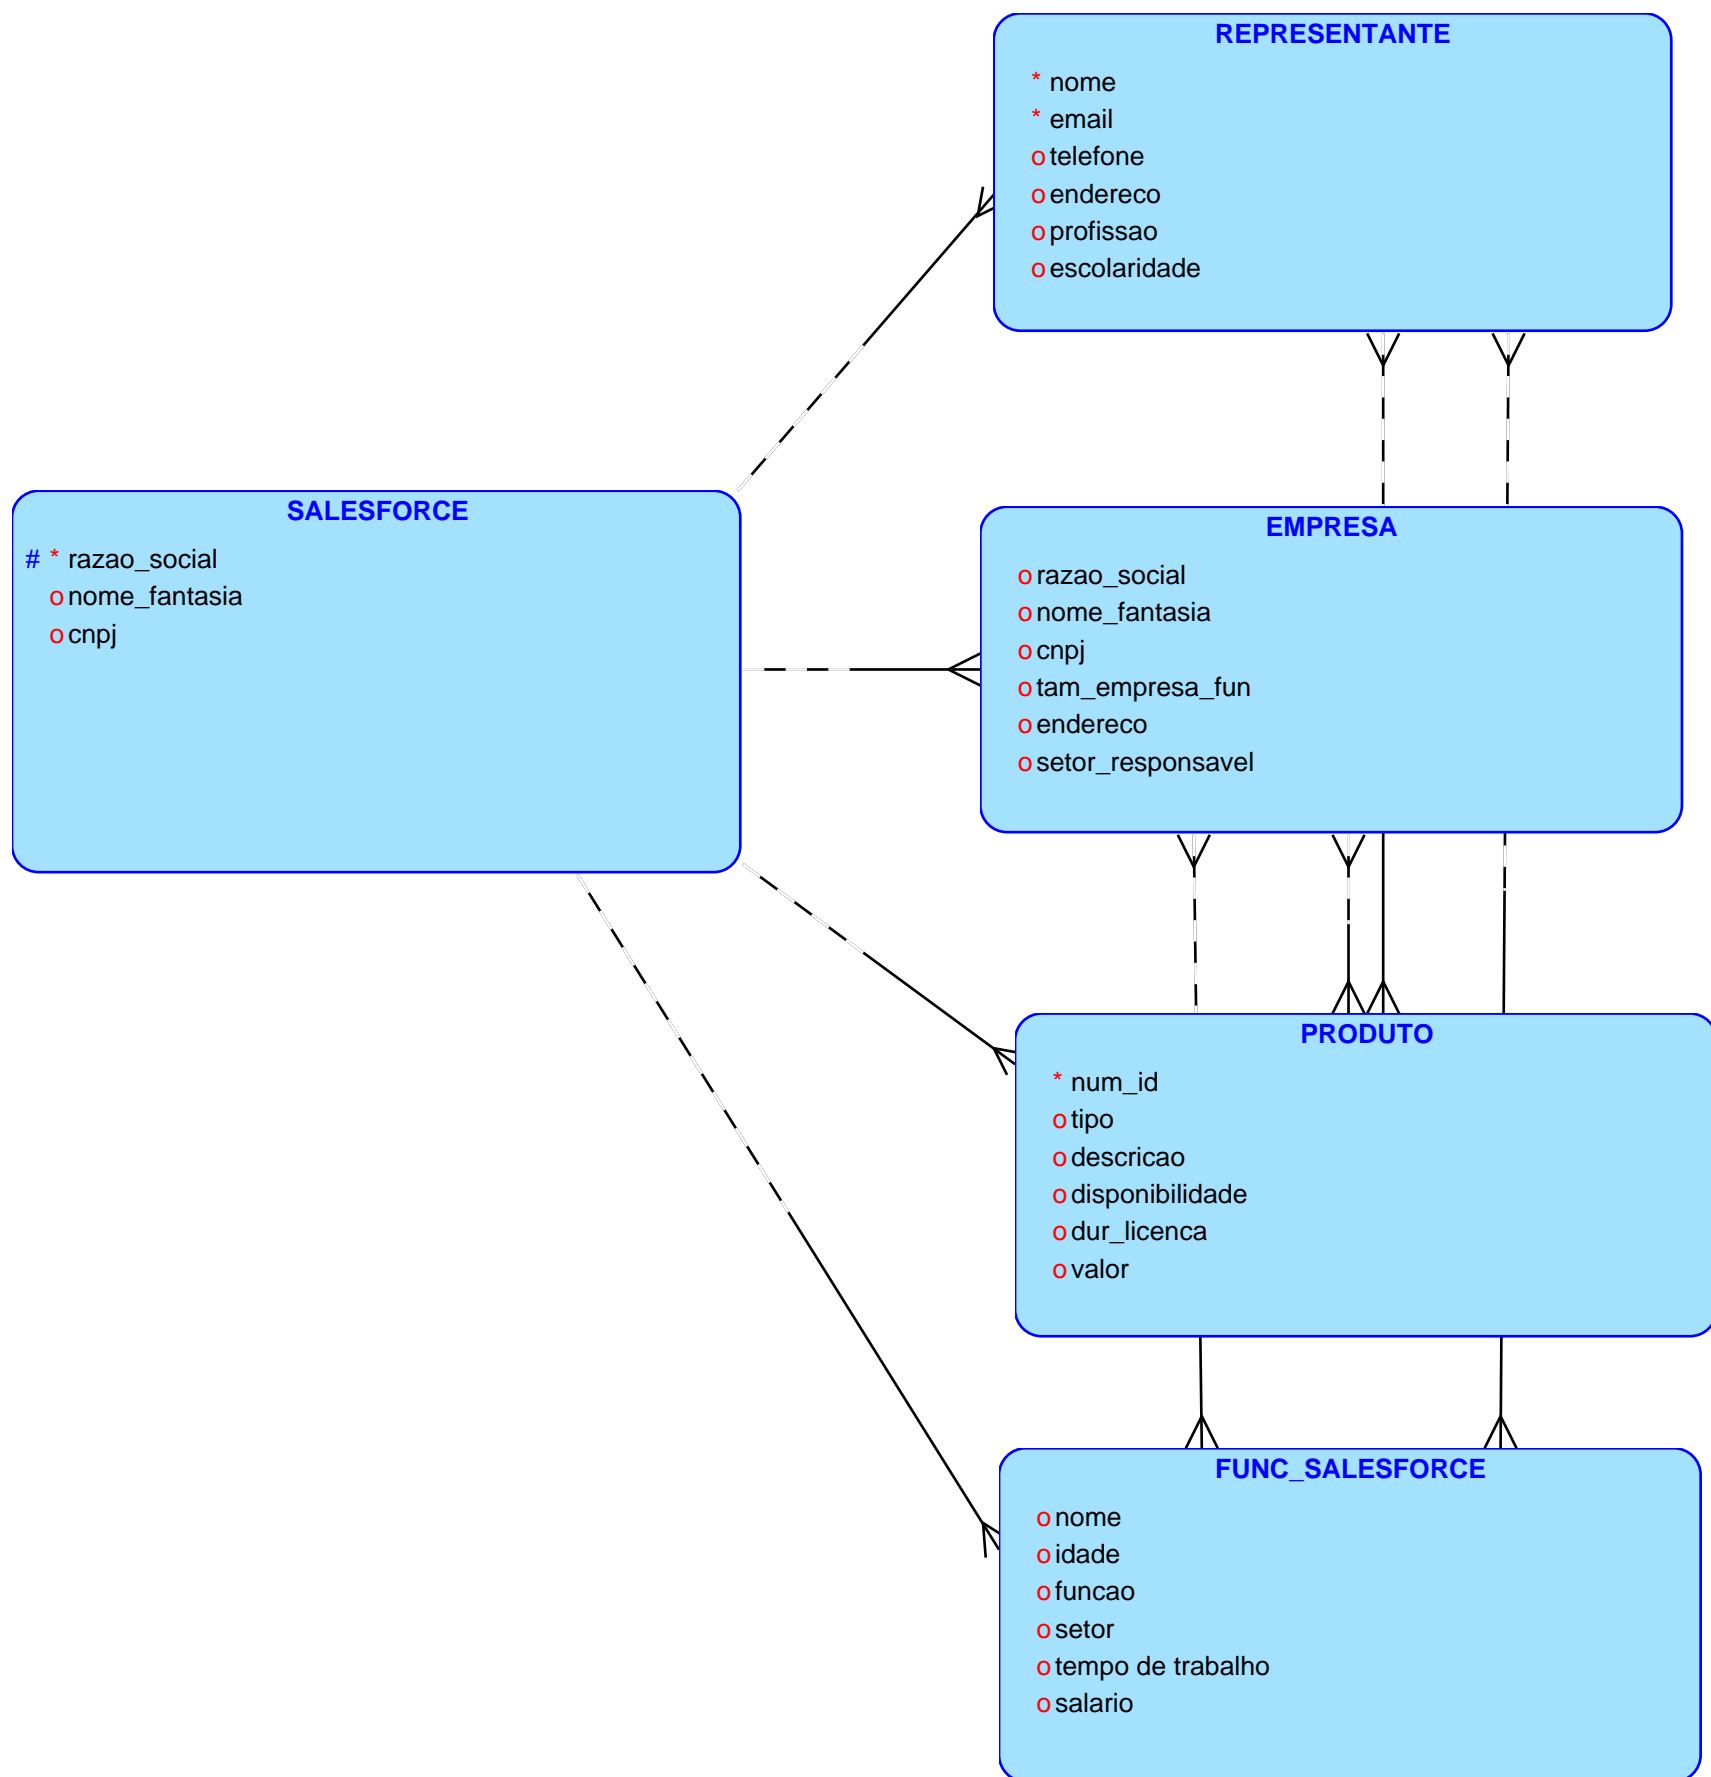 REPRESENTANTE
* nome
* email
o telefone
o endereco
o profissao
o escolaridade
SALESFORCE
# * razao_social
o nome_fantasia
o cnpj
EMPRESA
o razao_social
o nome_fantasia
o cnpj
o tam_empresa_fun
o endereco
o setor_responsavel
PRODUTO
* num_id
o tipo
o descricao
o disponibilidade
o dur_licenca
o valor
FUNC_SALESFORCE
o nome
o idade
o funcao
o setor
o tempo de trabalho
o salario